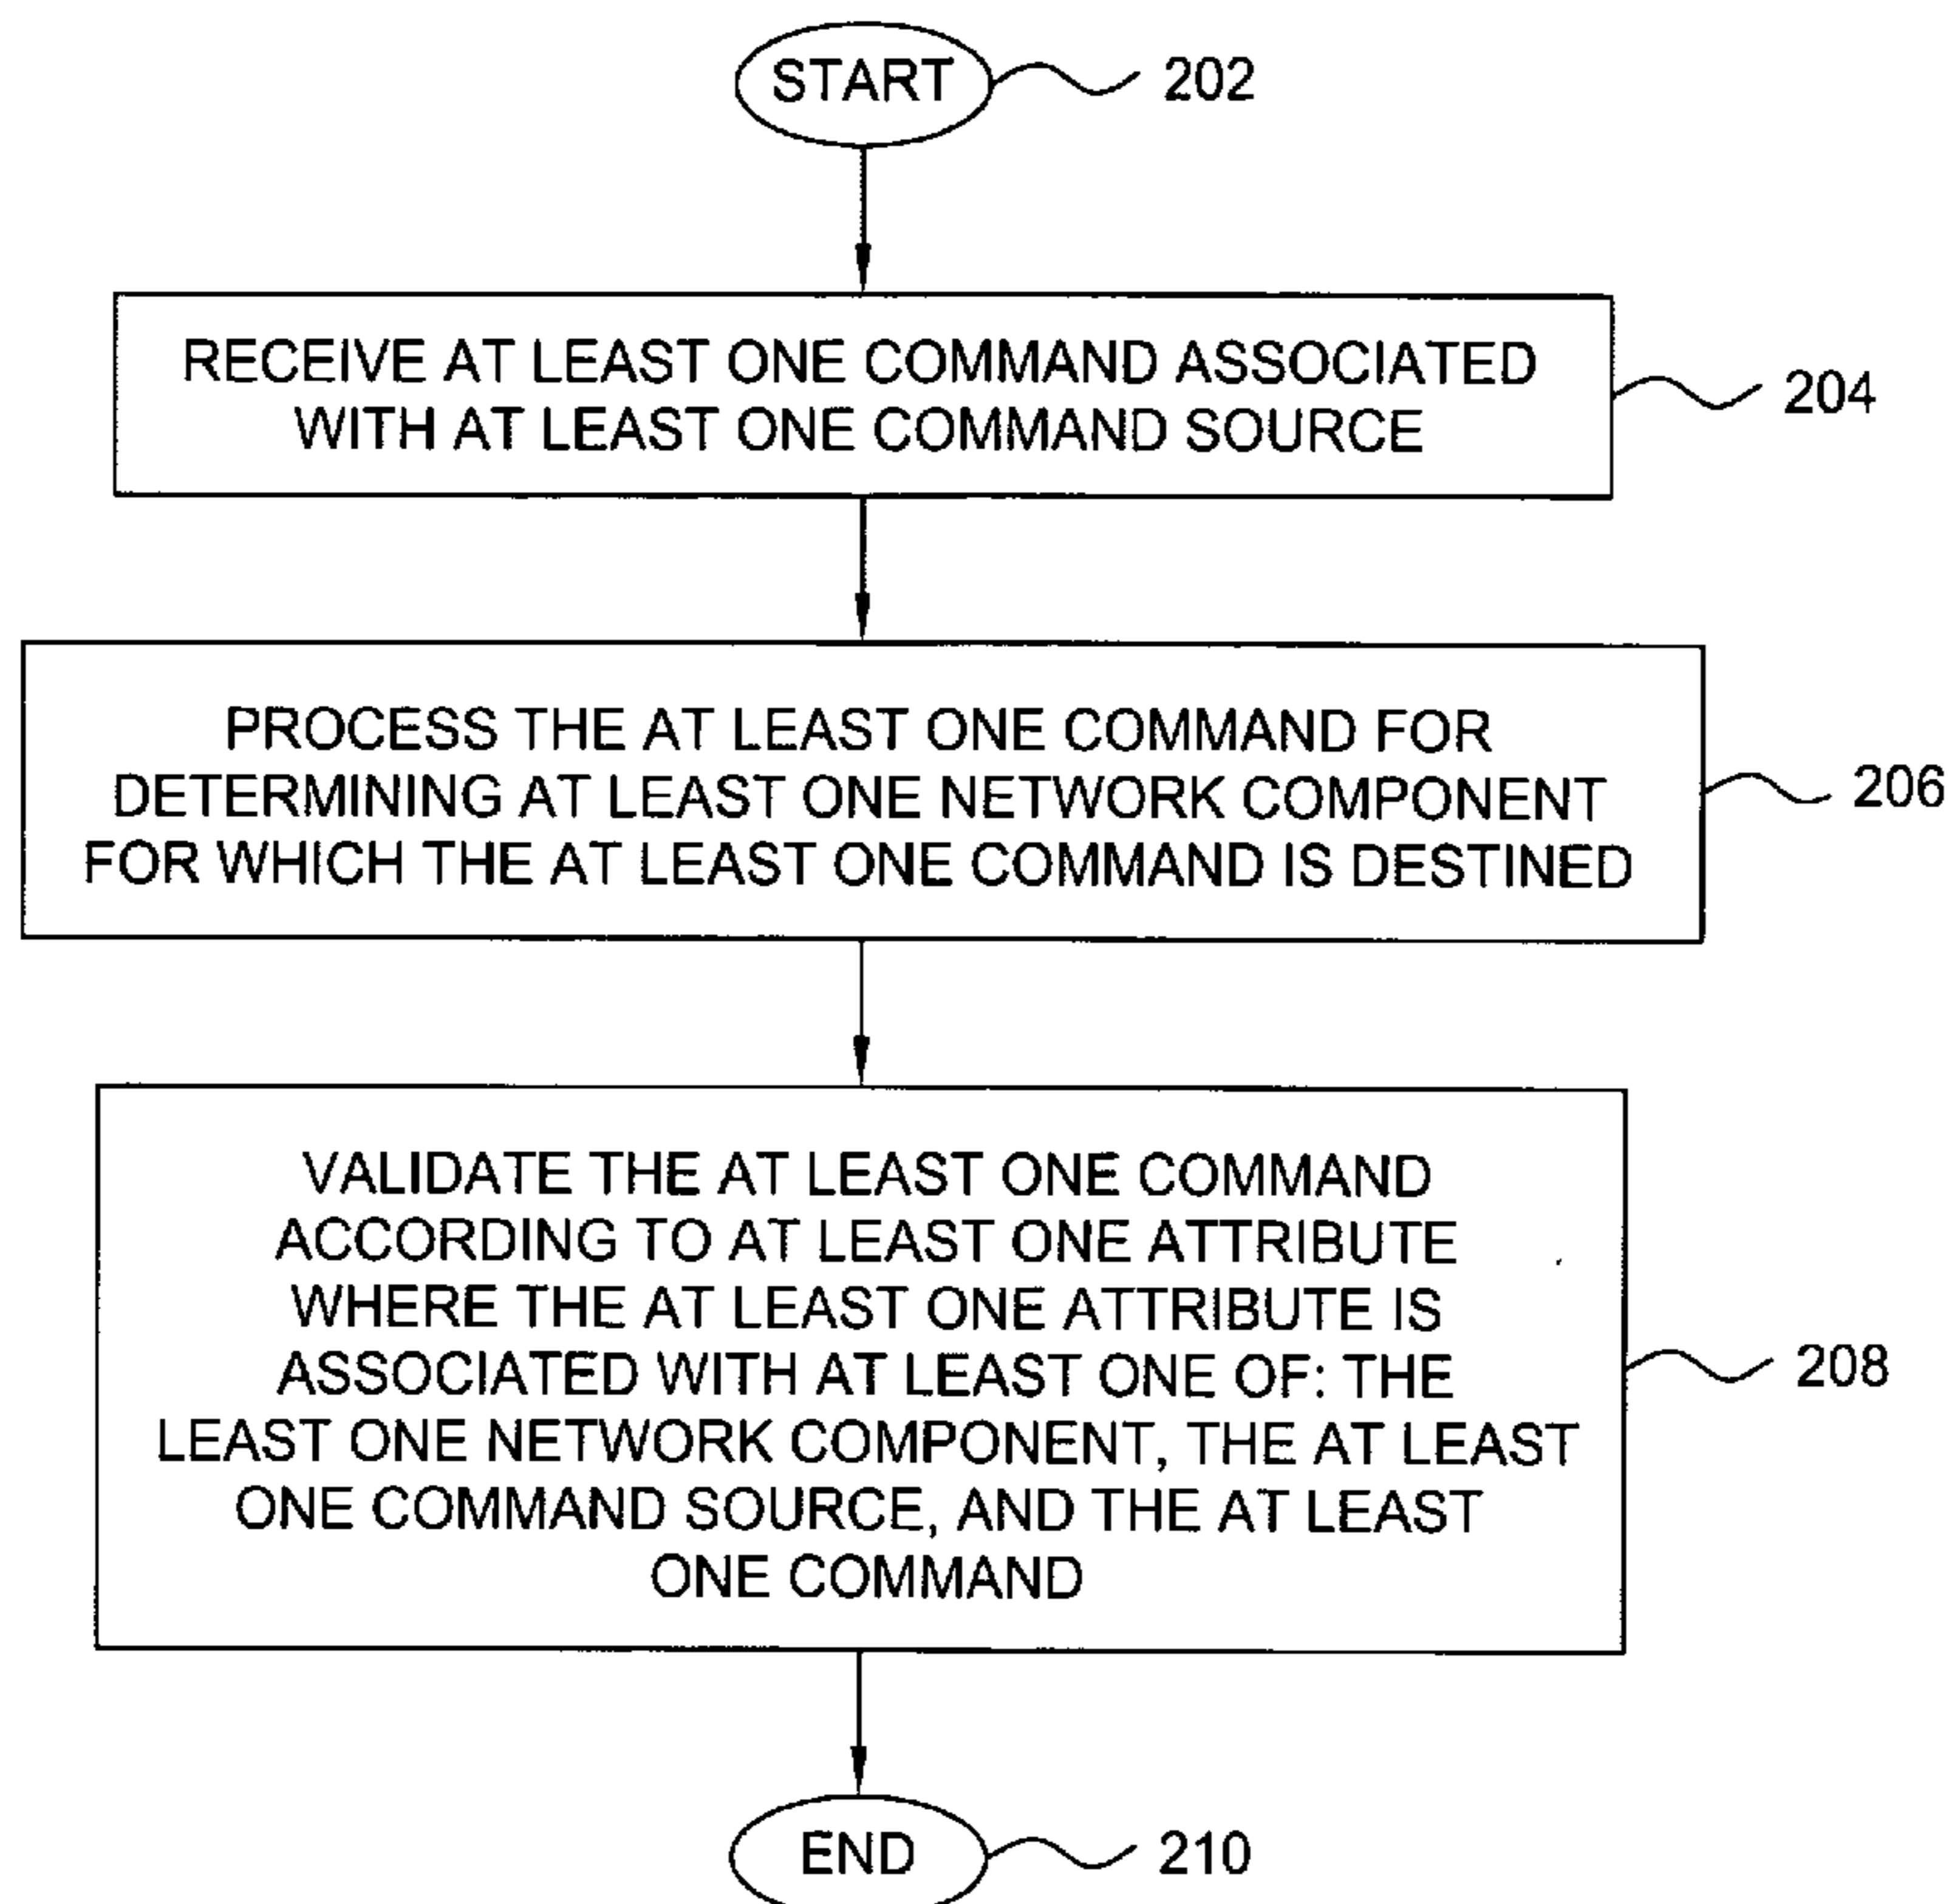 START
202
RECEIVE AT LEAST ONE COMMAND ASSOCIATED
WITH AT LEAST ONE COMMAND SOURCE
204
PROCESS THE AT LEAST ONE COMMAND FOR
DETERMINING AT LEAST ONE NETWORK COMPONENT
FOR WHICH THE AT LEAST ONE COMMAND IS DESTINED
206
VALIDATE THE AT LEAST ONE COMMAND
ACCORDING TO AT LEAST ONE ATTRIBUTE
WHERE THE AT LEAST ONE ATTRIBUTE IS
ASSOCIATED WITH AT LEAST ONE OF: THE
LEAST ONE NETWORK COMPONENT, THE AT LEAST
ONE COMMAND SOURCE, AND THE AT LEAST
ONE COMMAND
208
END
210